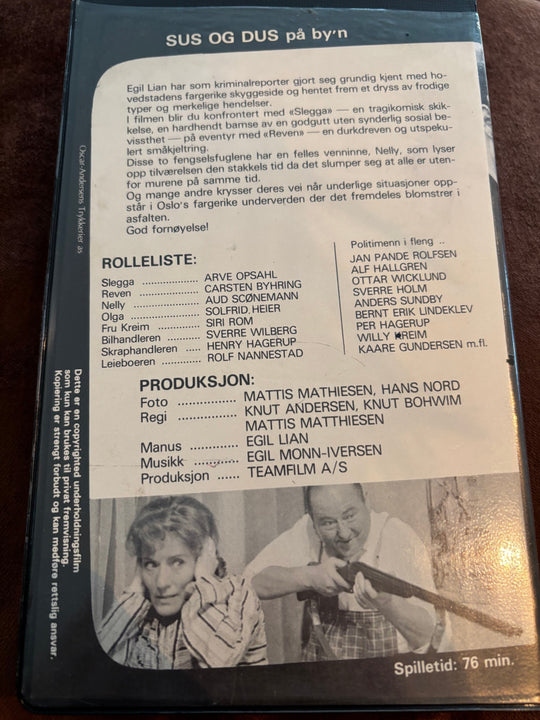 SUS OG DUS på by'n
Egil Lian har som kriminalreporter gjort seg grundig kjent med ho-
vedstadens fargerike skyggeside og hentet frem et dryss av frodige
typer og merkelige hendelser.
I filmen blir du konfrontert med «Slegga» — en tragikomisk skik-
kelse, en hardhendt bamse av en godgutt uten synderlig sosial be-
vissthet — på eventyr med «Reven» — en durkdreven og utspeku-
lert småkjeltring.
Disse to fengselsfuglene har en felles venninne, Nelly, som lyser
opp tilværelsen den stakkels tid da det slumper seg at alle er uten-
for murene på samme tid.
Og mange andre krysser deres vei når underlige situasjoner opp-
står i Oslo's fargerike underverden der det fremdeles blomstrer i
asfalten.
God fornøyelse!
ROLLELISTE:
Slegga ................ ARVE OPSAHL
Reven ................ CARSTEN BYHRING
Nelly ................ AUD SCØNEMANN
Olga ................ SOLFRID HEIER
Fru Kreim ............ SIRI ROM
Bilhandleren ........ SVERRE WILBERG
Skraphandleren .... HENRY HAGERUP
Leieboeren .......... ROLF NANNESTAD
Politimenn i fleng ..
JAN PANDE ROLFSEN
ALF HALLGREN
OTTAR WICKLUND
SVERRE HOLM
ANDERS SUNDBY
BERNT ERIK LINDEKLEV
PER HAGERUP
WILLY KREIM
KAARE GUNDERSEN m.fl.
PRODUKSJON:
Foto ............... MATTIS MATHIESEN, HANS NORD
Regi ............... KNUT ANDERSEN, KNUT BOHWIM
MATTIS MATTHIESEN
Manus ............ EGIL LIAN
Musikk ........... EGIL MONN-IVERSEN
Produksjon ...... TEAMFILM A/S
Spilletid: 76 min.
Oscar Andersens Trykkerier as
Dette er en copyrighted underholdningsfilm
som kun kan brukes til privat fremvisning.
Kopiering er strengt forbudt og kan medføre rettslig ansvar.